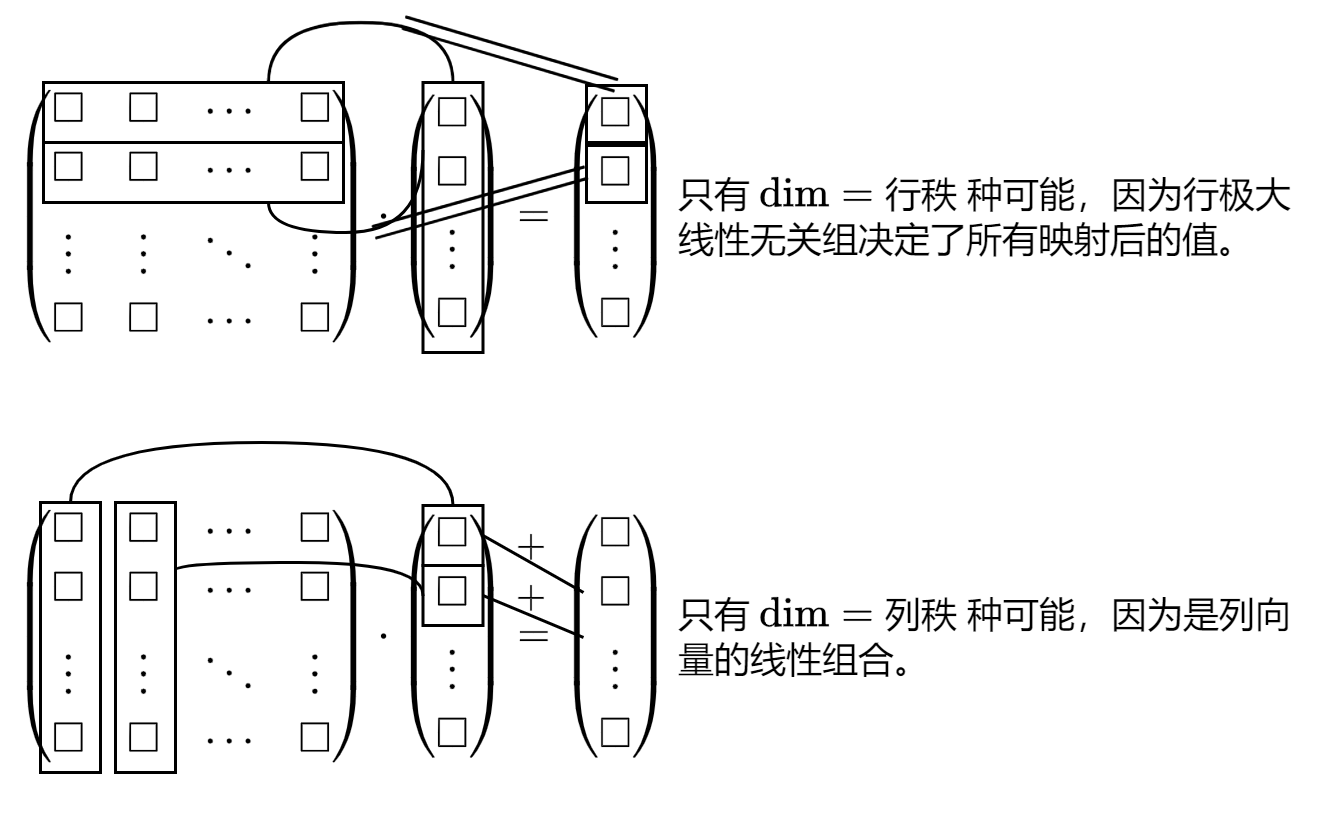 □ □ ⋯ □ □ □
□ □ ⋯ □ □ □
· =
⋮ ⋮ ⋱ ⋮ ⋮ ⋮
□ □ ⋯ □ □ □
只有 dim = 行秩 种可能，因为行极大
线性无关组决定了所有映射后的值。
□ □ ⋯ □ □ + □
□ □ ⋯ □ □ + □
· =
⋮ ⋮ ⋱ ⋮ ⋮ ⋮
□ □ ⋯ □ □ □
只有 dim = 列秩 种可能，因为是列向
量的线性组合。